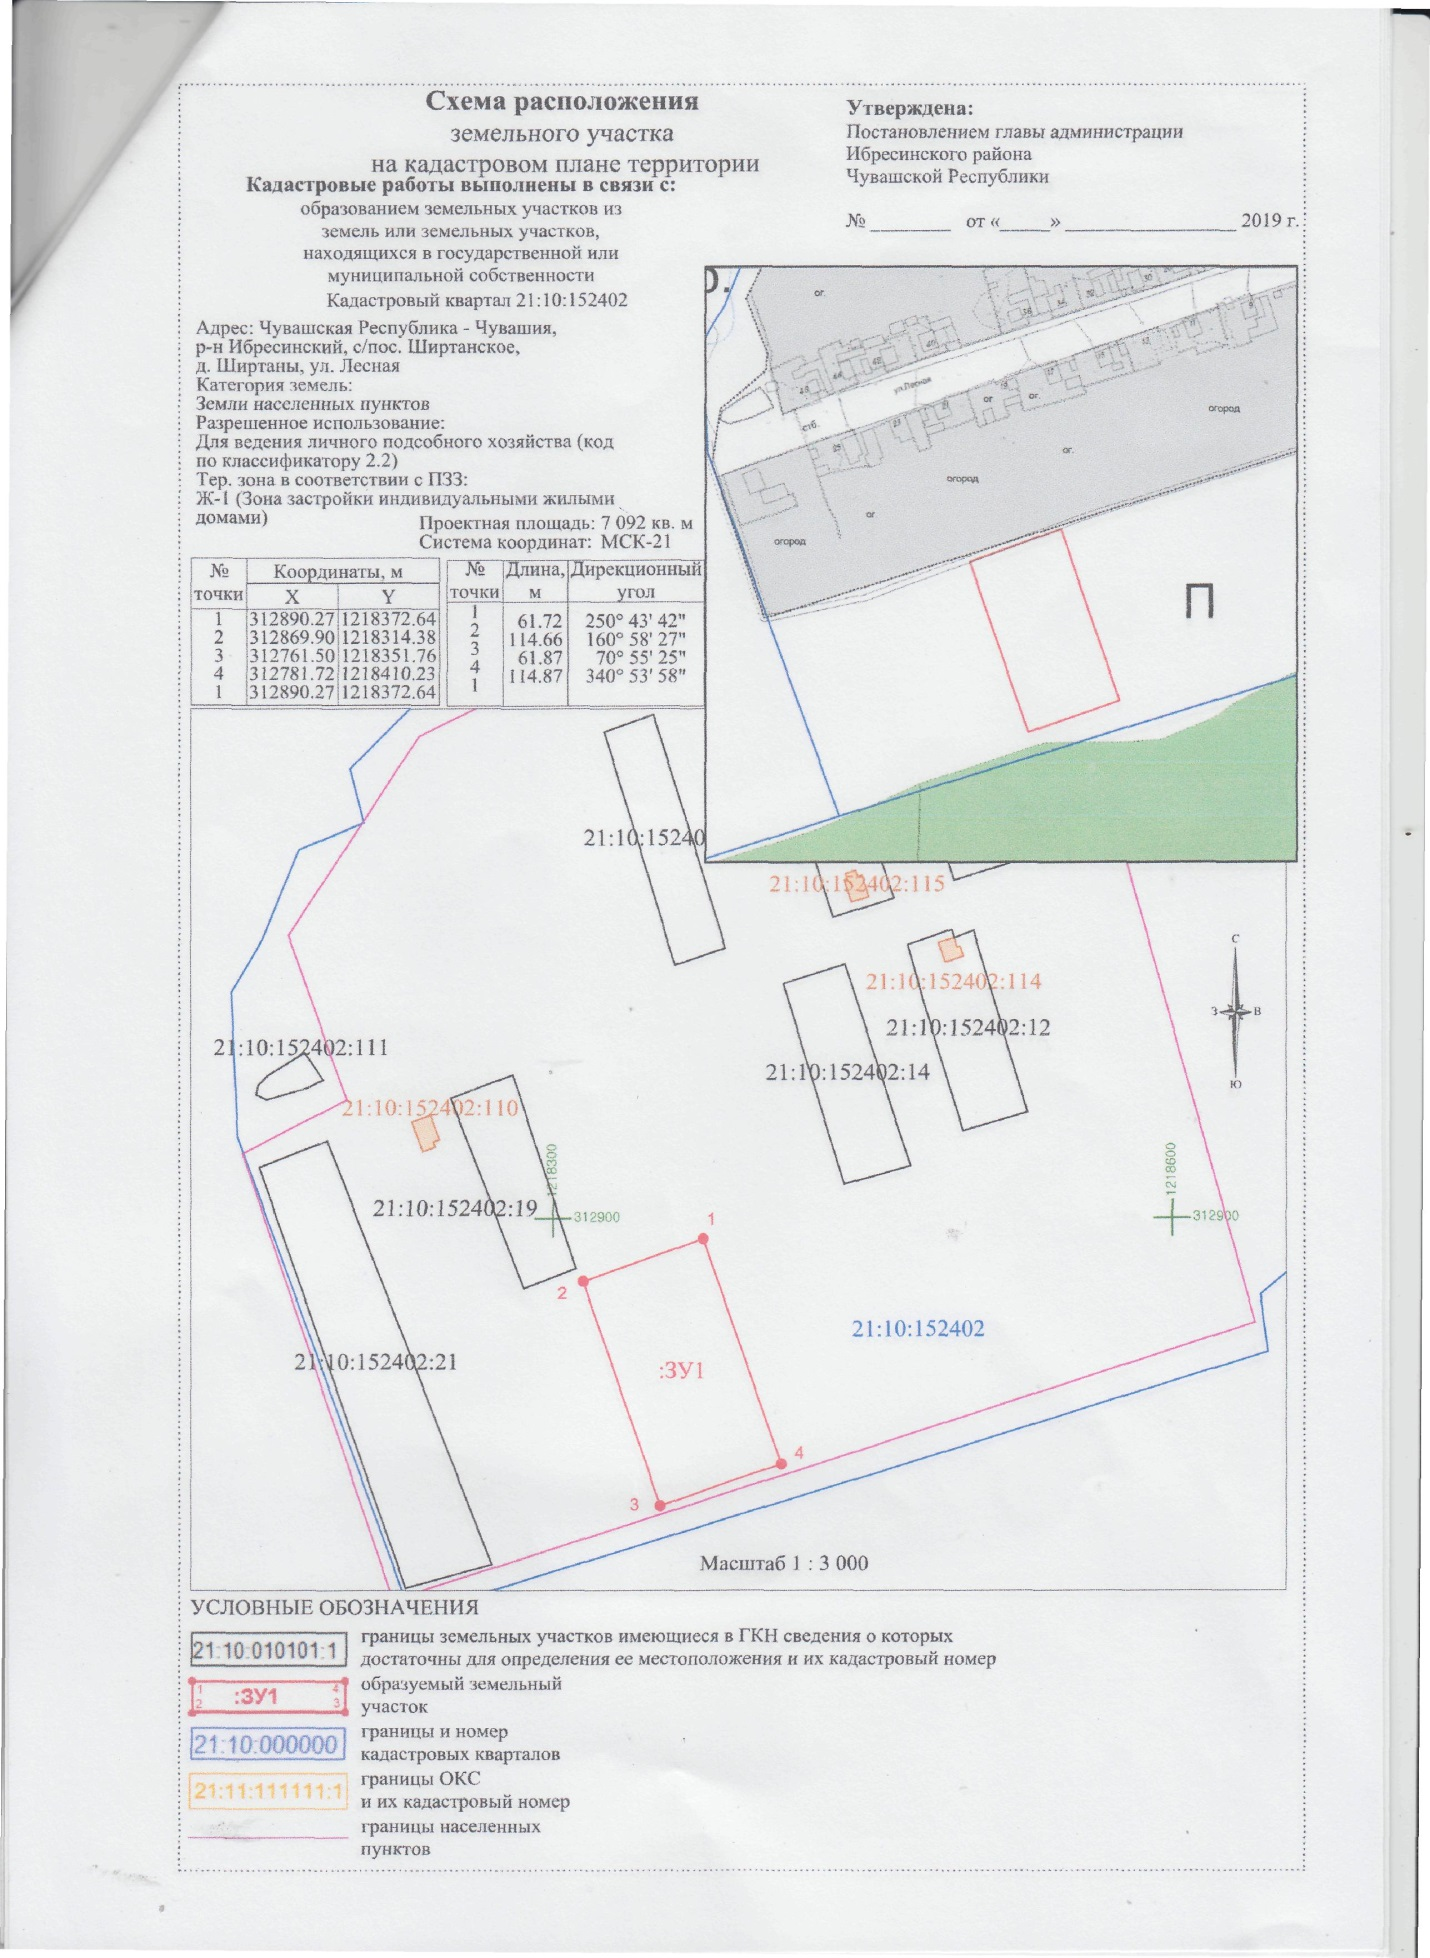 Схема расположения
земельного участка
на кадастровом плане территории
Кадастровые работы выполнены в связи с:
образованием земельных участков из
земель или земельных участков,
находящихся в государственной или
муниципальной собственности
Кадастровый квартал 21:10:152402
Утверждена:
Постановлением главы администрации
Ибресинского района
Чувашской Республики
№ ________ от «_____» _________________ 2019 г.
Адрес: Чувашская Республика - Чувашия,
р-н Ибресинский, с/пос. Ширтанское,
д. Ширтаны, ул. Лесная
Категория земель:
Земли населенных пунктов
Разрешенное использование:
Для ведения личного подсобного хозяйства (код
по классификатору 2.2)
Тер. зона в соответствии с ПЗЗ:
Ж-1 (Зона застройки индивидуальными жилыми
домами)
Проектная площадь: 7 092 кв. м
Система координат: МСК-21
№ точки Координаты, м
X Y
1 312890.27 1218372.64
2 312869.90 1218314.38
3 312761.50 1218351.76
4 312781.72 1218410.23
1 312890.27 1218372.64
№ точки Длина, м Дирекционный угол
1
61.72 250° 43' 42"
2
114.66 160° 58' 27"
3
61.87 70° 55' 25"
4
114.87 340° 53' 58"
1
ог.
ул.Лесная
огород
ог
ог.
ог.
огород
ог
огород
П
21:10:15240
21:10:152402:115
21:10:152402:114
21:10:152402:12
21:10:152402:14
21:10:152402:111
21:10:152402:110
21:10:152402:19
1218300
312900
1218600
312900
С
З В
Ю
1
2
21:10:152402
21:10:152402:21
:ЗУ1
4
3
Масштаб 1 : 3 000
УСЛОВНЫЕ ОБОЗНАЧЕНИЯ
21:10:010101:1
границы земельных участков имеющиеся в ГКН сведения о которых
достаточны для определения ее местоположения и их кадастровый номер
1 4
:ЗУ1
2 3
образуемый земельный
участок
21:10:000000
границы и номер
кадастровых кварталов
21:11:111111:1
границы ОКС
и их кадастровый номер
границы населенных
пунктов